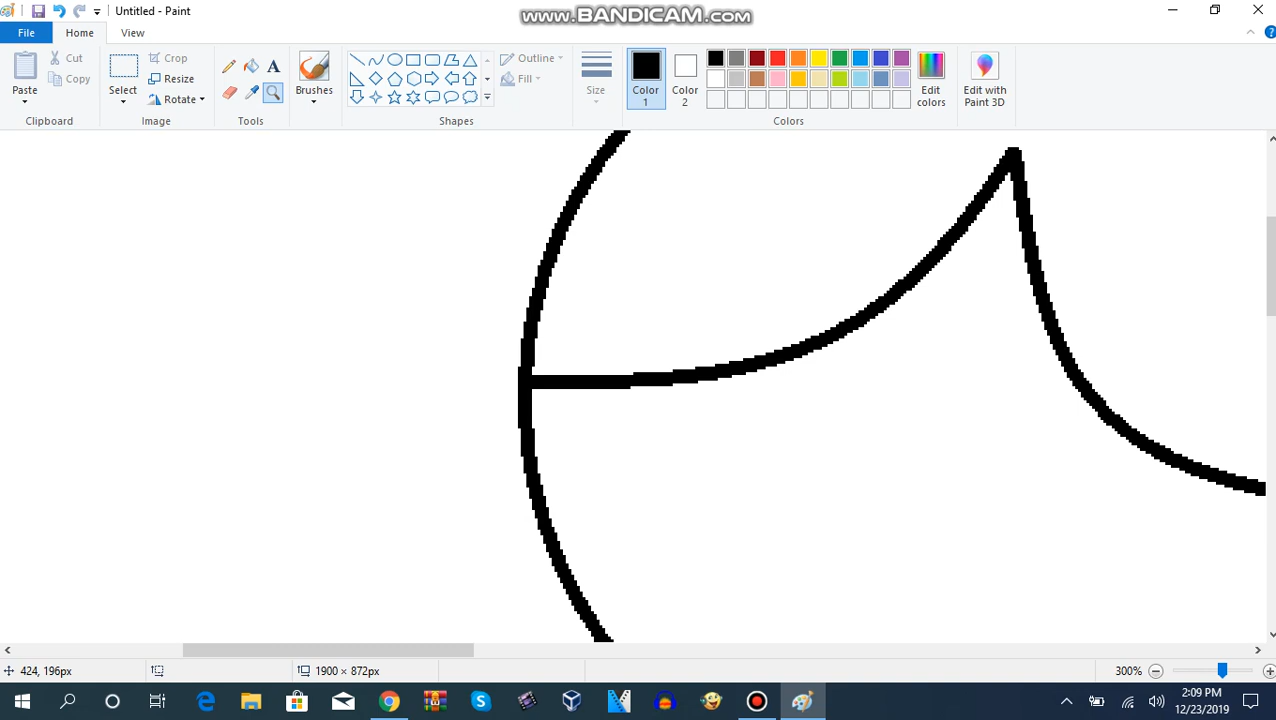 Untitled - Paint
www.BANDICAM.com
File
Home
View
Paste
Cut
Copy
Clipboard
Select
Crop
Resize
Rotate
Image
A
Tools
Brushes
Outline
Fill
Shapes
Size
Color
1
Color
2
Edit
colors
Colors
Edit with
Paint 3D
424, 196px
1900 × 872px
300%
2:09 PM
12/23/2019